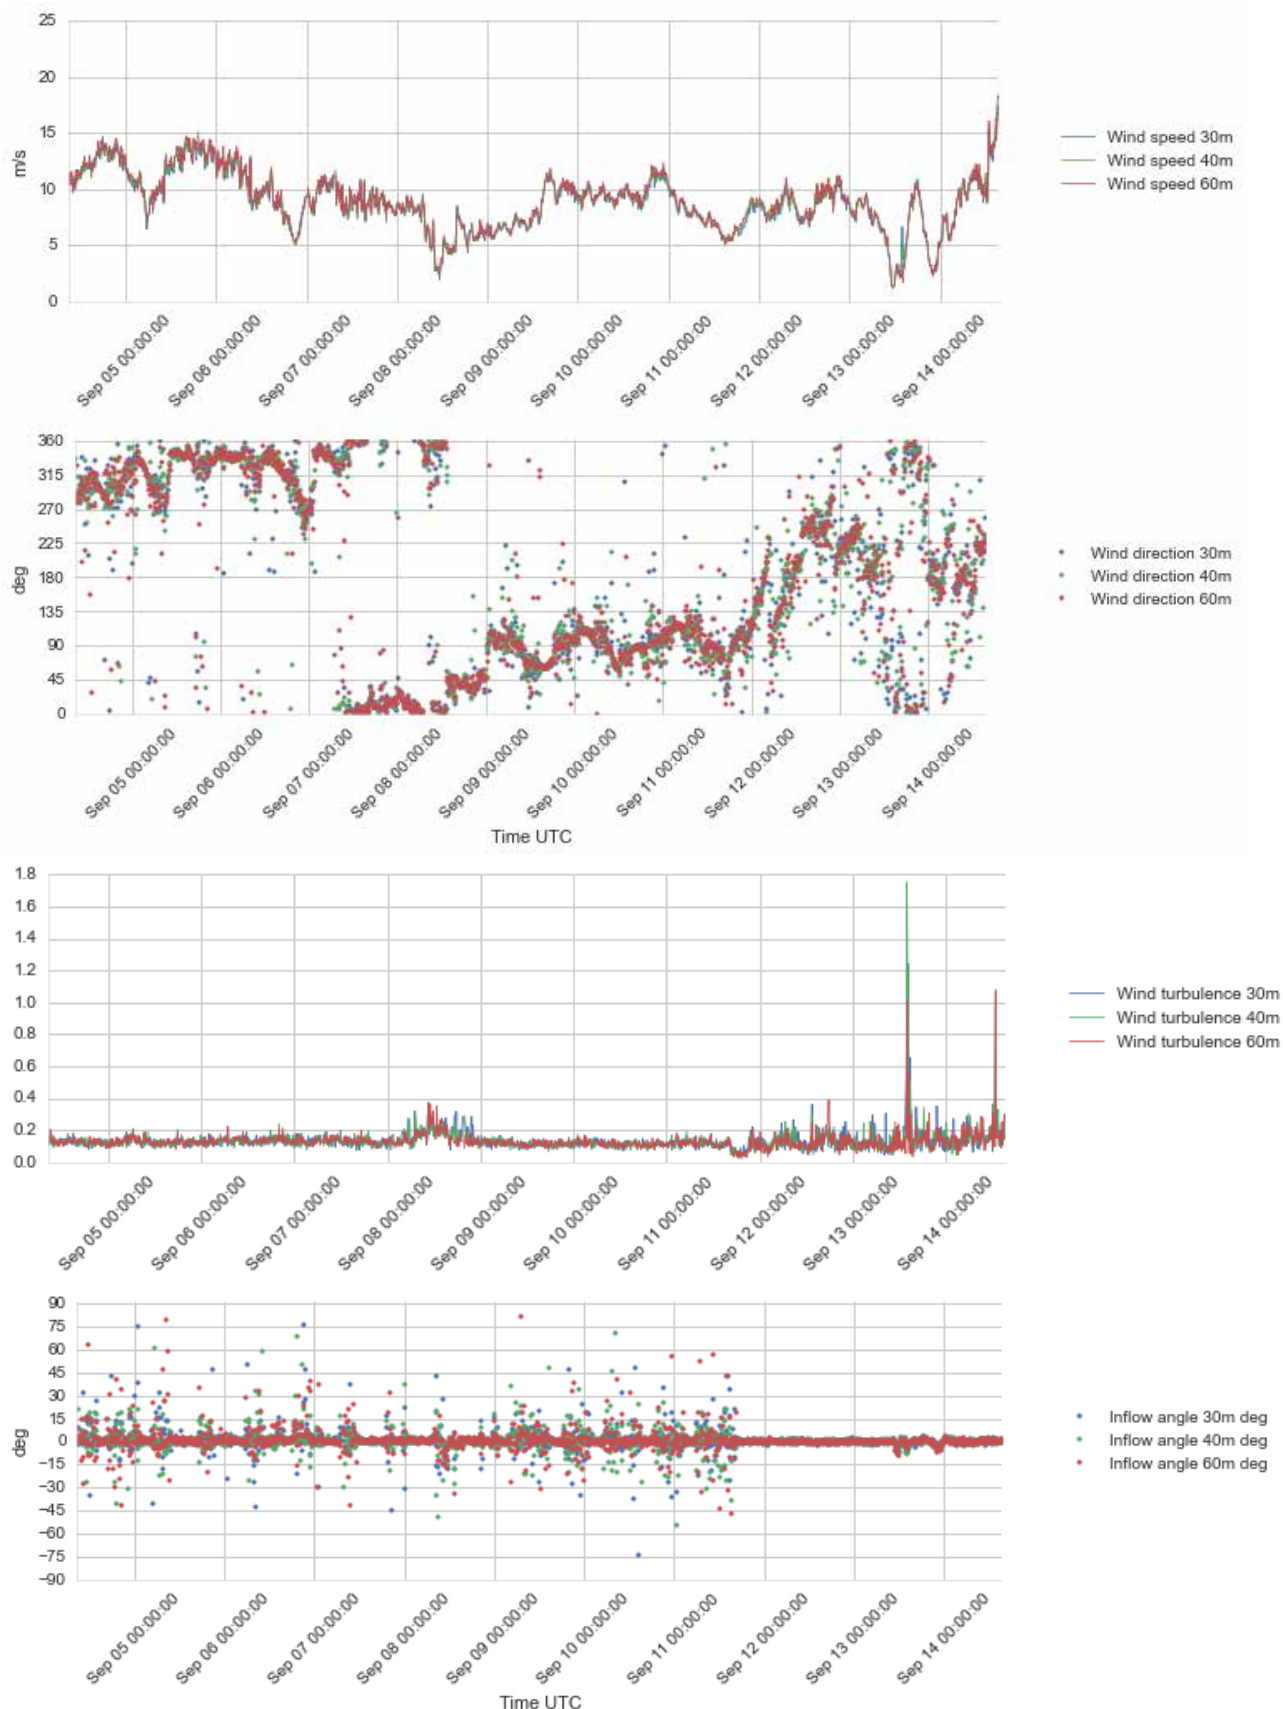 25
20
15
10
5
0
m/s
Wind speed 30m
Wind speed 40m
Wind speed 60m
Sep 05 00:00:00
Sep 06 00:00:00
Sep 07 00:00:00
Sep 08 00:00:00
Sep 09 00:00:00
Sep 10 00:00:00
Sep 11 00:00:00
Sep 12 00:00:00
Sep 13 00:00:00
Sep 14 00:00:00
360
315
270
225
180
135
90
45
0
deg
Wind direction 30m
Wind direction 40m
Wind direction 60m
Sep 05 00:00:00
Sep 06 00:00:00
Sep 07 00:00:00
Sep 08 00:00:00
Sep 09 00:00:00
Sep 10 00:00:00
Sep 11 00:00:00
Sep 12 00:00:00
Sep 13 00:00:00
Sep 14 00:00:00
Time UTC
1.8
1.6
1.4
1.2
1.0
0.8
0.6
0.4
0.2
0.0
Wind turbulence 30m
Wind turbulence 40m
Wind turbulence 60m
Sep 05 00:00:00
Sep 06 00:00:00
Sep 07 00:00:00
Sep 08 00:00:00
Sep 09 00:00:00
Sep 10 00:00:00
Sep 11 00:00:00
Sep 12 00:00:00
Sep 13 00:00:00
Sep 14 00:00:00
90
75
60
45
30
15
0
−15
−30
−45
−60
−75
−90
deg
Inflow angle 30m deg
Inflow angle 40m deg
Inflow angle 60m deg
Sep 05 00:00:00
Sep 06 00:00:00
Sep 07 00:00:00
Sep 08 00:00:00
Sep 09 00:00:00
Sep 10 00:00:00
Sep 11 00:00:00
Sep 12 00:00:00
Sep 13 00:00:00
Sep 14 00:00:00
Time UTC